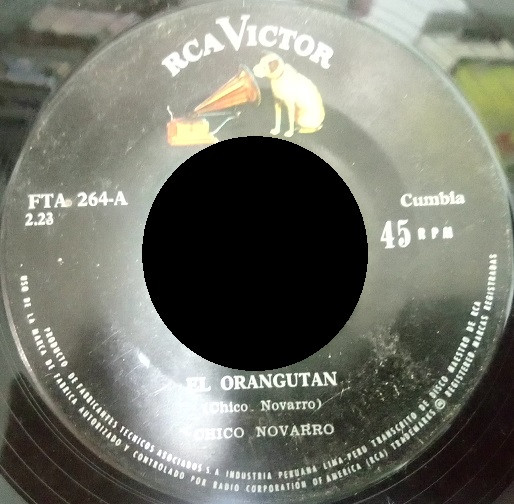 RCA VICTOR
FTA 264-A
2.23
Cumbia
45 RPM
EL ORANGUTAN
(Chico Novarro)
CHICO NOVARRO
PRODUCTO DE FABRICANTES TECNICOS ASOCIADOS S.A. INDUSTRIA PERUANA LIMA-PERO TRANSCRITO DE DISCO MAESTRO DE RCA
USO DE LA MARCA DE FABRICA AUTORIZADO Y CONTROLADO POR RADIO CORPORATION OF AMERICA (RCA) TRADEMARKS ® REGISTERED. MARCAS REGISTRADAS